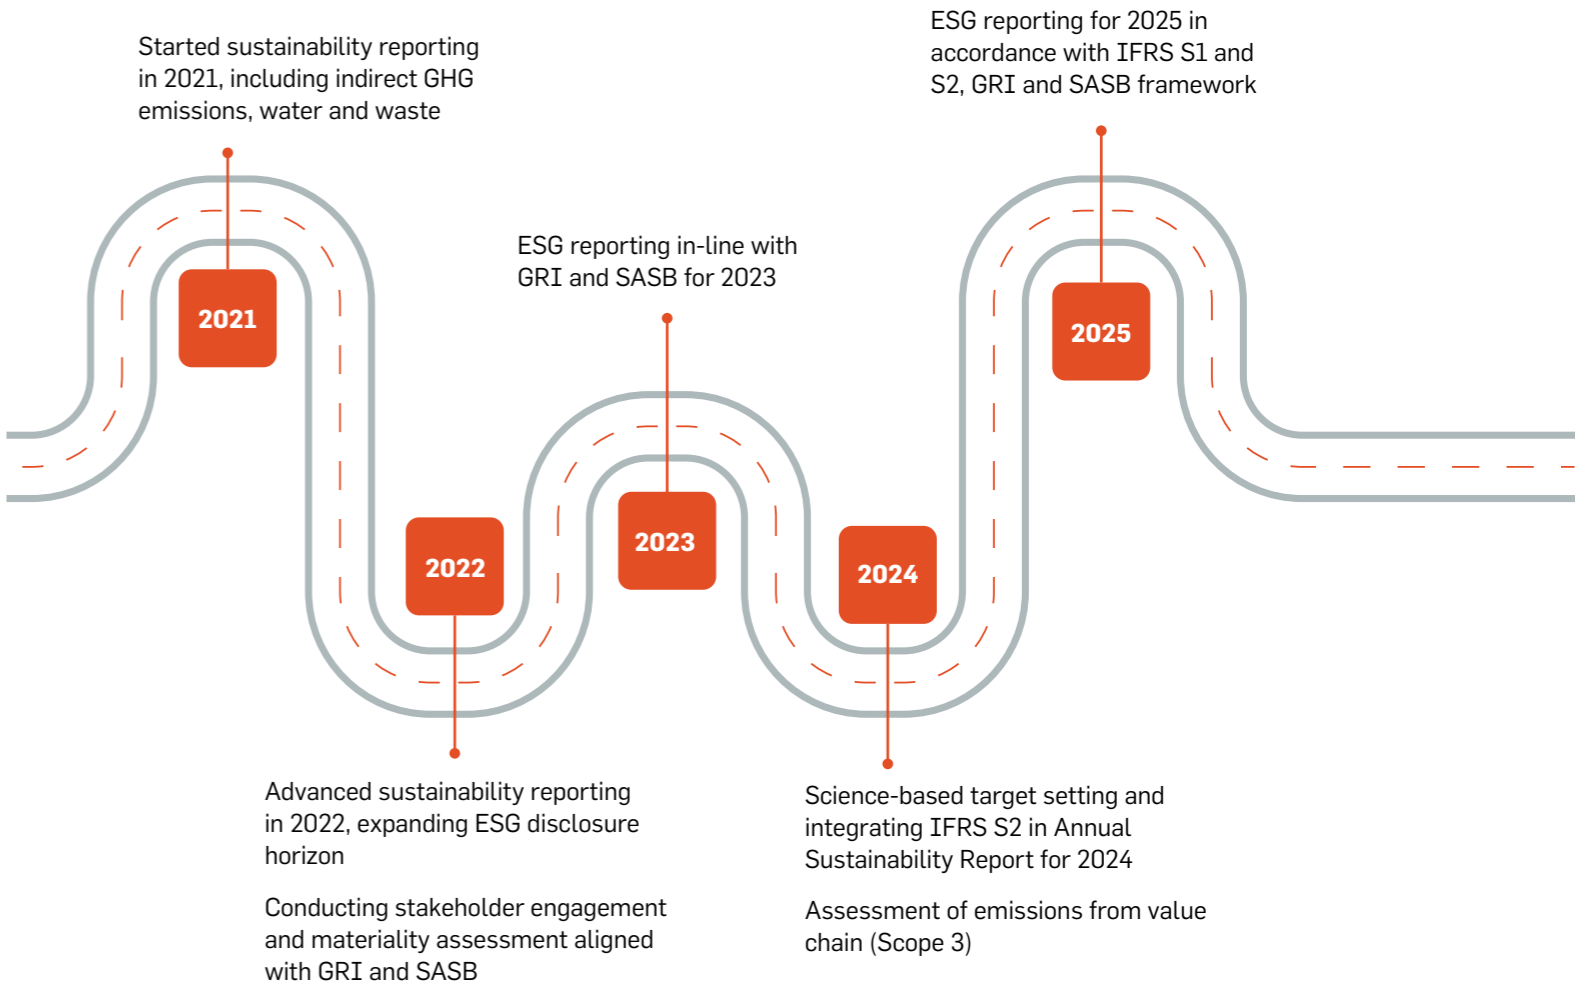 Started sustainability reporting
in 2021, including indirect GHG
emissions, water and waste
2021
Advanced sustainability reporting
in 2022, expanding ESG disclosure
horizon
Conducting stakeholder engagement
and materiality assessment aligned
with GRI and SASB
2022
ESG reporting in-line with
GRI and SASB for 2023
2023
Science-based target setting and
integrating IFRS S2 in Annual
Sustainability Report for 2024
Assessment of emissions from value
chain (Scope 3)
2024
ESG reporting for 2025 in
accordance with IFRS S1 and
S2, GRI and SASB framework
2025